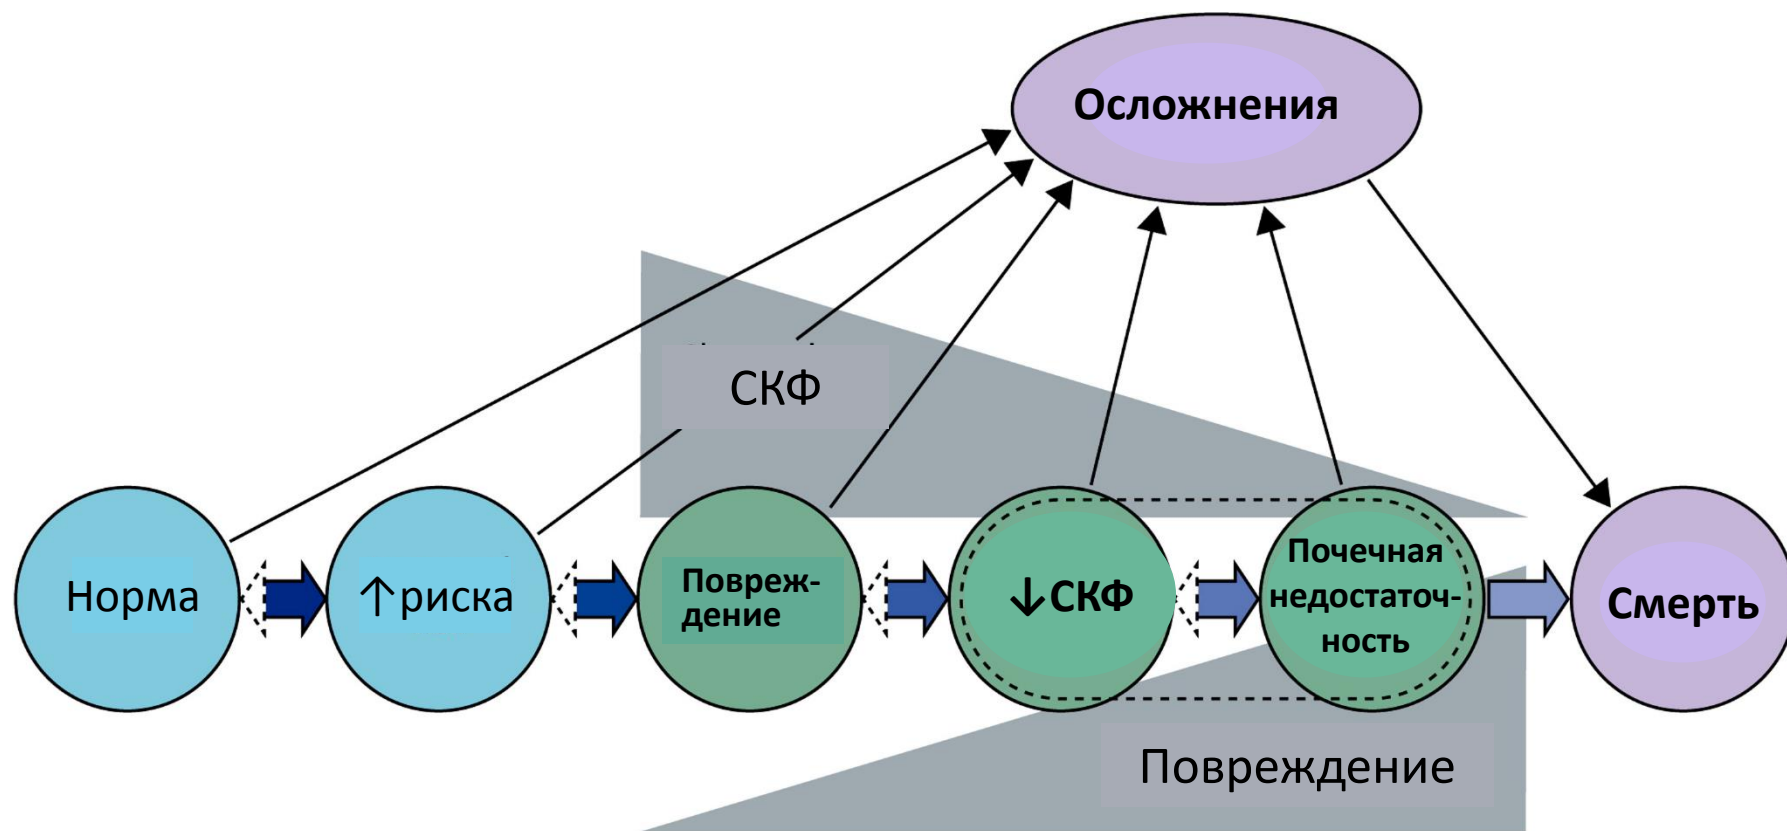 Осложнения
СКФ
Норма
↑риска
Повреж-
дение
↓СКФ
Почечная
недостаточ-
ность
Смерть
Повреждение